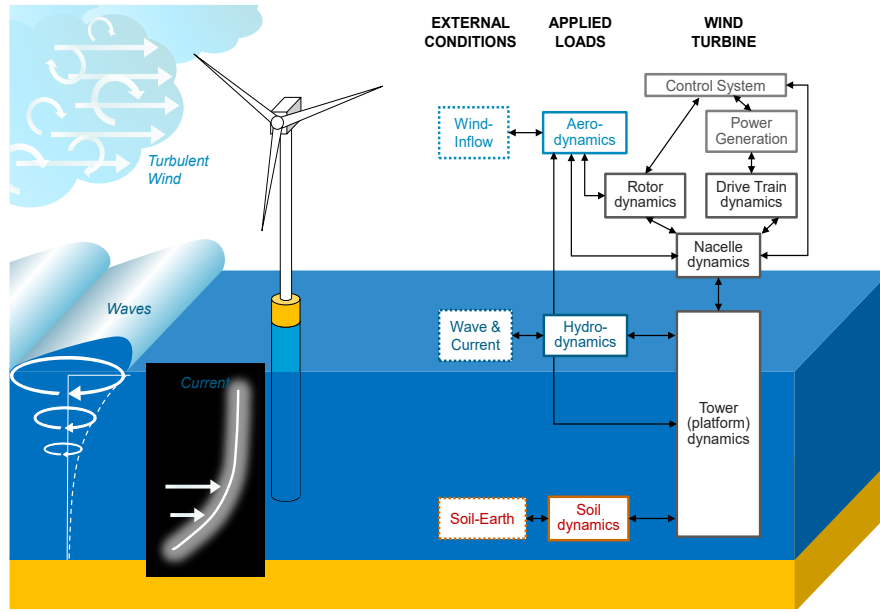 EXTERNAL
CONDITIONS
APPLIED
LOADS
WIND
TURBINE
Control System
Wind-
Inflow
Aero-
dynamics
Power
Generation
Turbulent
Wind
Rotor
dynamics
Drive Train
dynamics
Nacelle
dynamics
Waves
Wave &
Current
Hydro-
dynamics
Current
Tower
(platform)
dynamics
Soil-Earth
Soil
dynamics